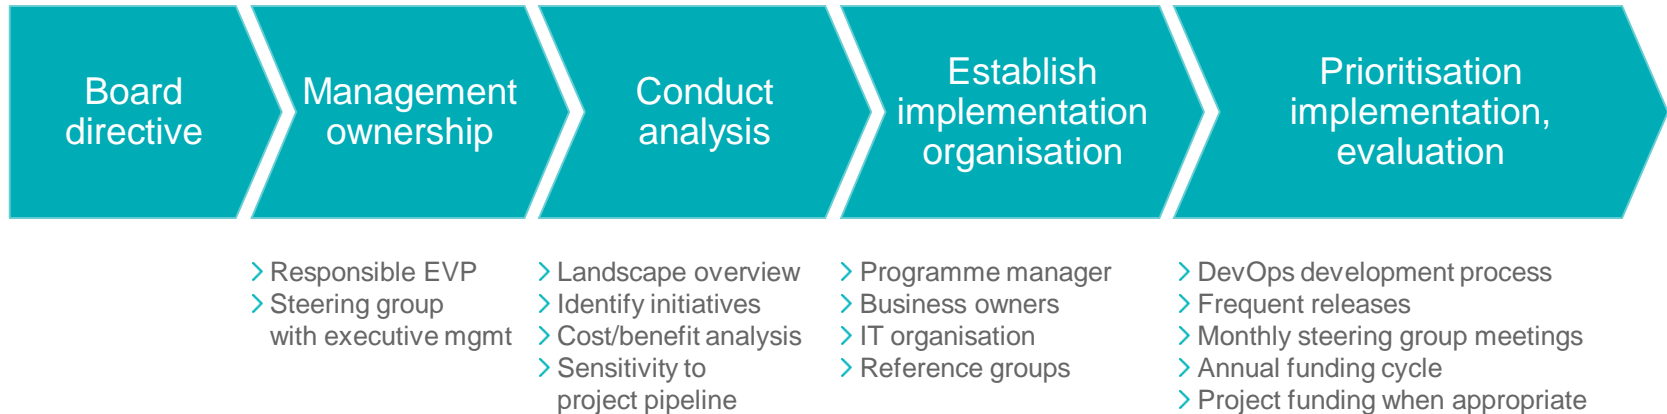 Board
directive
Management
ownership
Conduct
analysis
Establish
implementation
organisation
Prioritisation
implementation,
evaluation
Responsible EVP
Steering group
with executive mgmt
Landscape overview
Identify initiatives
Cost/benefit analysis
Sensitivity to
project pipeline
Programme manager
Business owners
IT organisation
Reference groups
DevOps development process
Frequent releases
Monthly steering group meetings
Annual funding cycle
Project funding when appropriate